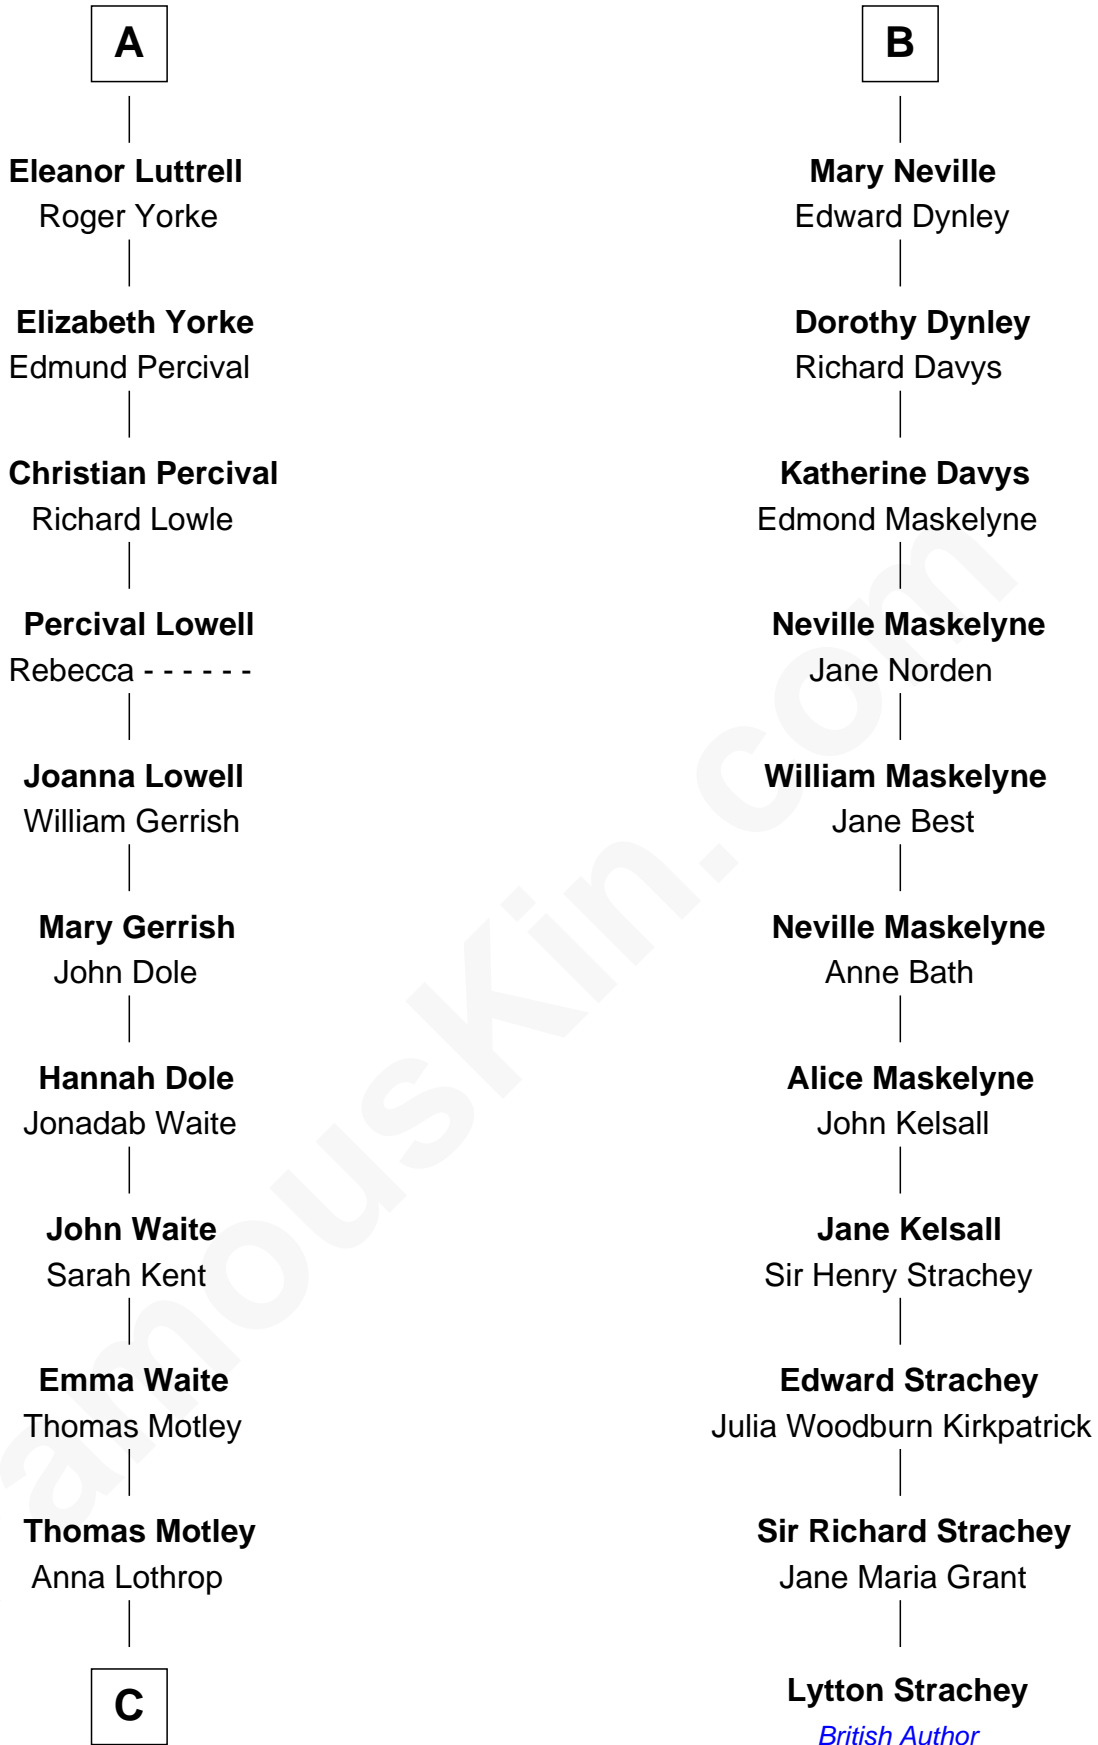 A
Eleanor Luttrell
Roger Yorke
Elizabeth Yorke
Edmund Percival
Christian Percival
Richard Lowle
Percival Lowell
Rebecca - - - - - -
Joanna Lowell
William Gerrish
Mary Gerrish
John Dole
Hannah Dole
Jonadab Waite
John Waite
Sarah Kent
Emma Waite
Thomas Motley
Thomas Motley
Anna Lothrop
C
B
Mary Neville
Edward Dynley
Dorothy Dynley
Richard Davys
Katherine Davys
Edmond Maskelyne
Neville Maskelyne
Jane Norden
William Maskelyne
Jane Best
Neville Maskelyne
Anne Bath
Alice Maskelyne
John Kelsall
Jane Kelsall
Sir Henry Strachey
Edward Strachey
Julia Woodburn Kirkpatrick
Sir Richard Strachey
Jane Maria Grant
Lytton Strachey
British Author
amousKin.com